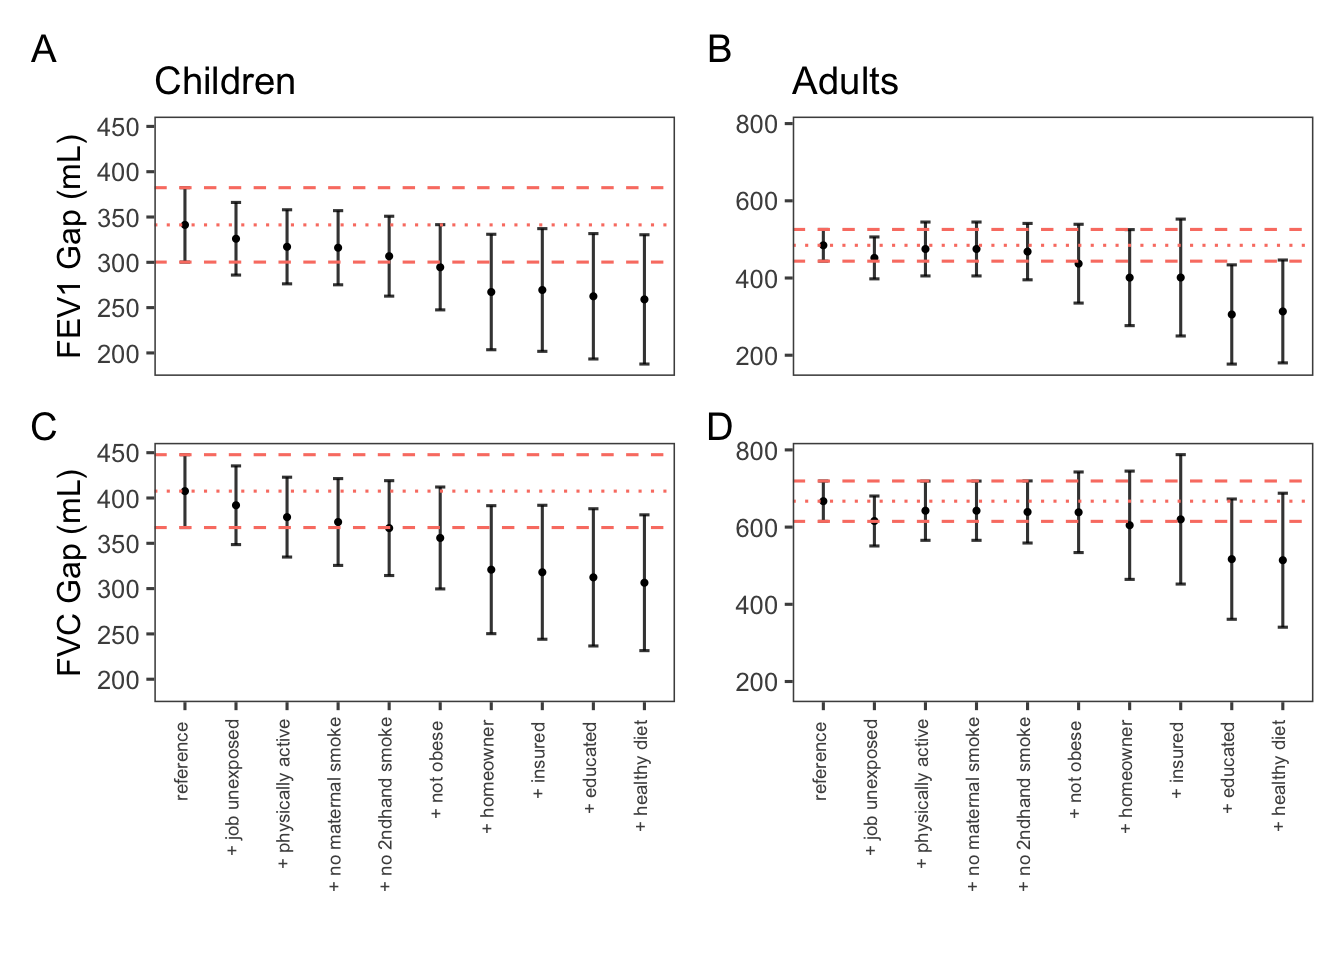 A
Children
FEV1 Gap (mL)
450
400
350
300
250
200
B
Adults
800
600
400
200
C
FVC Gap (mL)
450
400
350
300
250
200
reference
+ job unexposed
+ physically active
+ no maternal smoke
+ no 2ndhand smoke
+ not obese
+ homeowner
+ insured
+ educated
+ healthy diet
D
800
600
400
200
reference
+ job unexposed
+ physically active
+ no maternal smoke
+ no 2ndhand smoke
+ not obese
+ homeowner
+ insured
+ educated
+ healthy diet